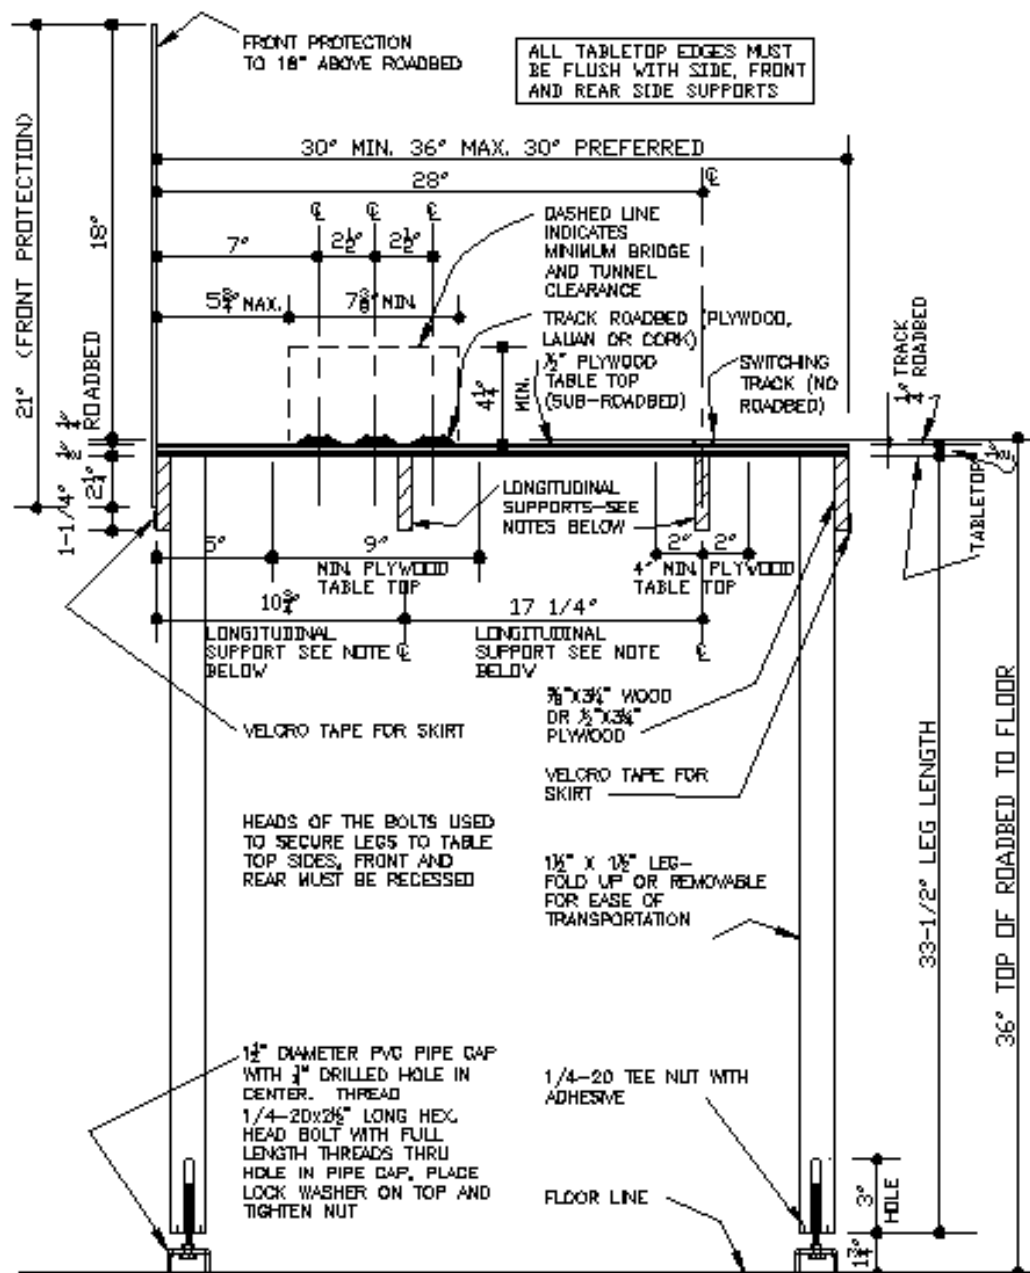 FRONT PROTECTION
TO 18" ABOVE ROADBED
ALL TABLETOP EDGES MUST
BE FLUSH WITH SIDE, FRONT
AND REAR SIDE SUPPORTS
30" MIN. 36" MAX. 30" PREFERRED
28"
℄
℄ ℄ ℄
7" 2½" 2½"
5¾" MAX. 7⅜" MIN.
DASHED LINE
INDICATES
MINIMUM BRIDGE
AND TUNNEL
CLEARANCE
TRACK ROADBED (PLYWOOD,
LAUAN OR CORK)
½" PLYWOOD
TABLE TOP
(SUB-ROADBED)
SWITCHING
TRACK (NO
ROADBED)
4¼"
MIN.
21" (FRONT PROTECTION)
18"
¼"
ROADBED
½"
2¼"
1-1/4"
¼" TRACK
ROADBED
½"
TABLETOP
LONGITUDINAL
SUPPORTS-SEE
NOTES BELOW
5" 9"
MIN. PLYWOOD
TABLE TOP
2" 2"
4" MIN. PLYWOOD
TABLE TOP
10¾" 17 1/4"
LONGITUDINAL
SUPPORT SEE NOTE
BELOW
℄
LONGITUDINAL
SUPPORT SEE NOTE
BELOW
℄
VELCRO TAPE FOR SKIRT
DR ½"X3¼"
PLYWOOD
VELCRO TAPE FOR
SKIRT
HEADS OF THE BOLTS USED
TO SECURE LEGS TO TABLE
TOP SIDES, FRONT AND
REAR MUST BE RECESSED
1½" X 1½" LEG-
FOLD UP OR REMOVABLE
FOR EASE OF
TRANSPORTATION
33-1/2" LEG LENGTH
36" TOP OF ROADBED TO FLOOR
1½" DIAMETER PVC PIPE CAP
WITH ¼" DRILLED HOLE IN
CENTER. THREAD
1/4-20x2½" LONG HEX.
HEAD BOLT WITH FULL
LENGTH THREADS THRU
HOLE IN PIPE CAP. PLACE
LOCK WASHER ON TOP AND
TIGHTEN NUT
1/4-20 TEE NUT WITH
ADHESIVE
FLOOR LINE
3"
HOLE
1¾"